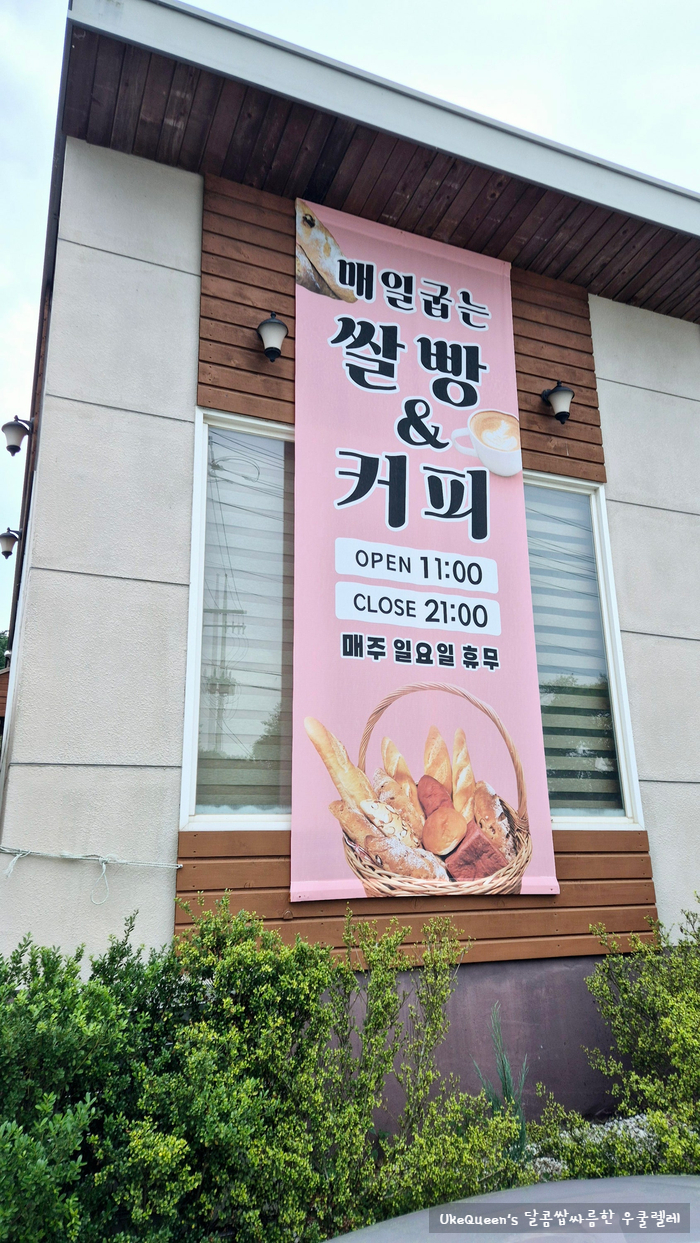 매일굽는
쌀빵
&
커피
OPEN 11:00
CLOSE 21:00
매주 일요일 휴무
UkeQueen's 달콤쌉싸름한 우쿨렐레